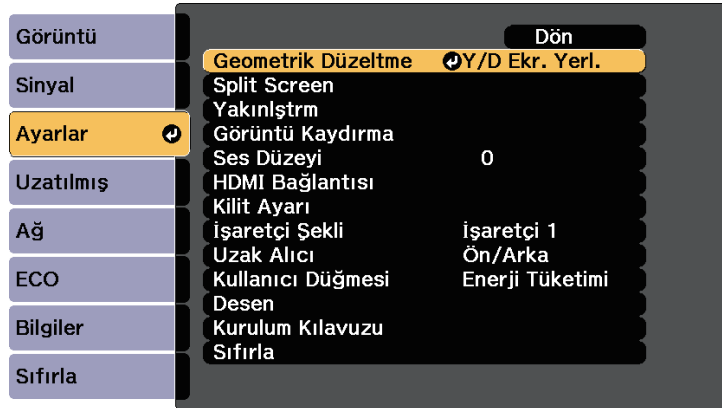 Görüntü
Sinyal
Ayarlar
Uzatılmış
Ağ
ECO
Bilgiler
Sıfırla
Dön
Geometrik Düzeltme Y/D Ekr. Yerl.
Split Screen
Yakınlştrm
Görüntü Kaydırma
Ses Düzeyi 0
HDMI Bağlantısı
Kilit Ayarı
İşaretçi Şekli İşaretçi 1
Uzak Alıcı Ön/Arka
Kullanıcı Düğmesi Enerji Tüketimi
Desen
Kurulum Kılavuzu
Sıfırla